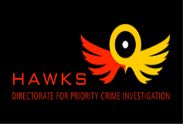 HAWKS
DIRECTORATE FOR PRIORITY CRIME INVESTIGATION